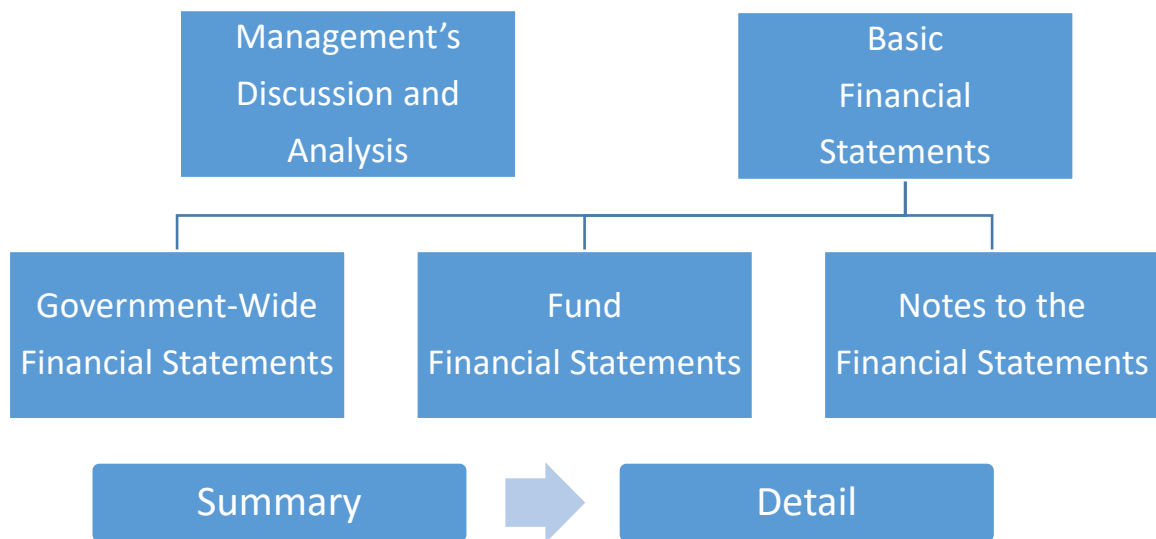 Management’s
Discussion and
Analysis
Basic
Financial
Statements
Government-Wide
Financial Statements
Fund
Financial Statements
Notes to the
Financial Statements
Summary
Detail